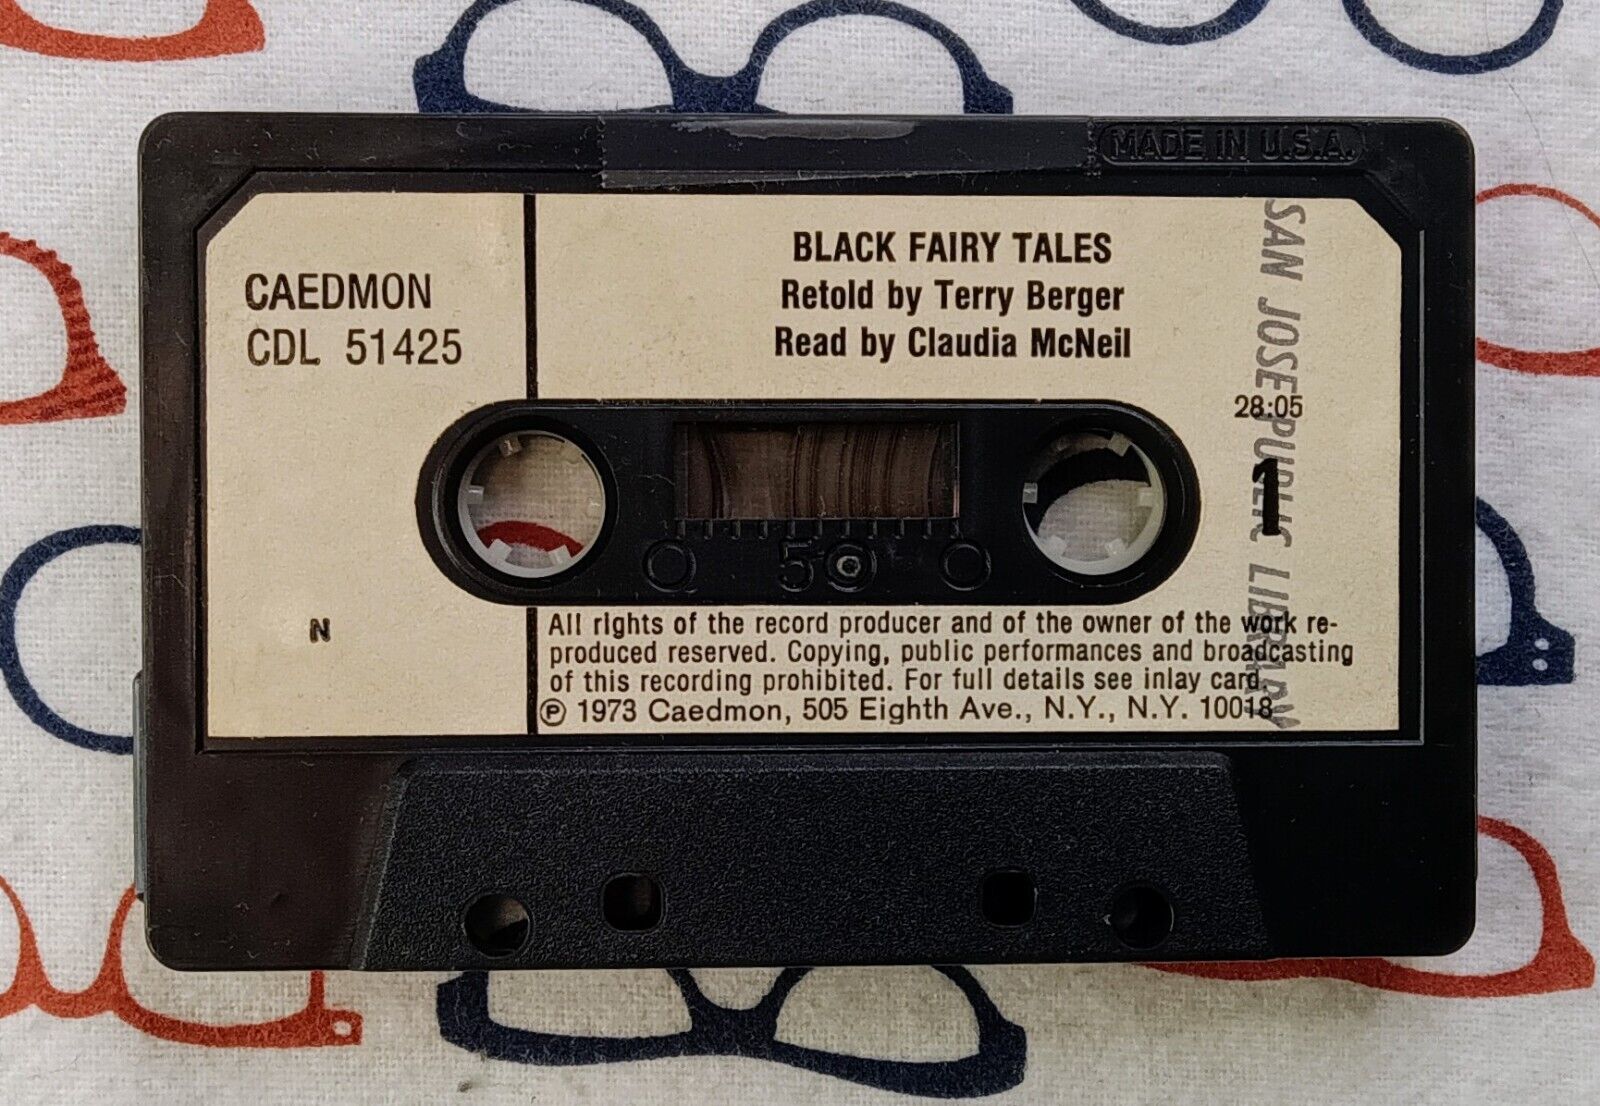 MADE IN U.S.A.
CAEDMON
CDL 51425
BLACK FAIRY TALES
Retold by Terry Berger
Read by Claudia McNeil
SAN JOSE PUBLIC LIBRARY
28:05
1
50
N
All rights of the record producer and of the owner of the work re-
produced reserved. Copying, public performances and broadcasting
of this recording prohibited. For full details see inlay card.
℗ 1973 Caedmon, 505 Eighth Ave., N.Y., N.Y. 10018